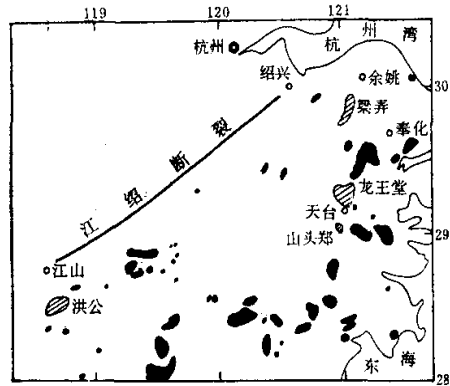 119 120 121
杭州湾
杭州
绍兴
余姚
30
梁弄
奉化
江绍断裂
龙王堂
天台
山头郑
29
江山
洪公
东海
28